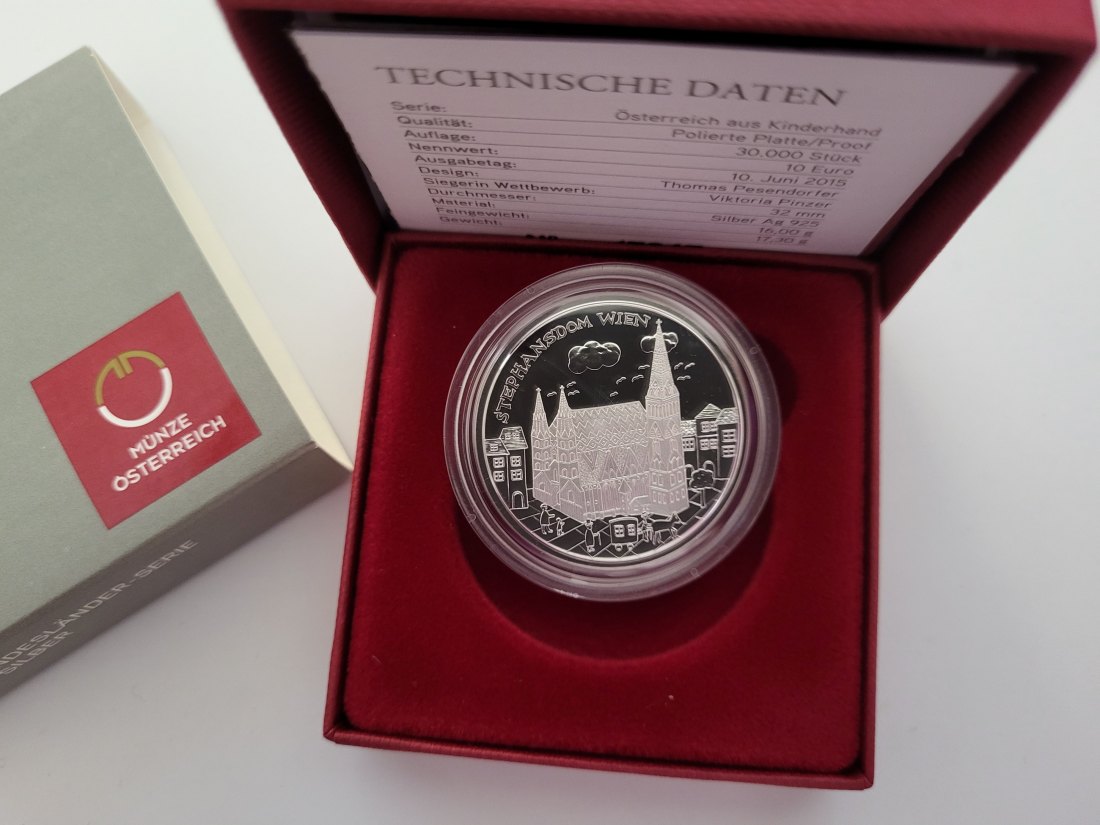 TECHNISCHE DATEN
Serie: Österreich aus Kinderhand
Qualität: Polierte Platte/Proof
Auflage: 30.000 Stück
Nennwert: 10 Euro
Ausgabetag: 10. Juni 2015
Design: Thomas Pesendorfer
Siegerin Wettbewerb: Viktoria Pinzer
Durchmesser: 32 mm
Material: Silber Ag 925
Feingewicht: 16,00 g
Gewicht: 17,30 g
STEPHANSDOM WIEN
MÜNZE
ÖSTERREICH
NDESLÄNDER-SERIE
SILBER